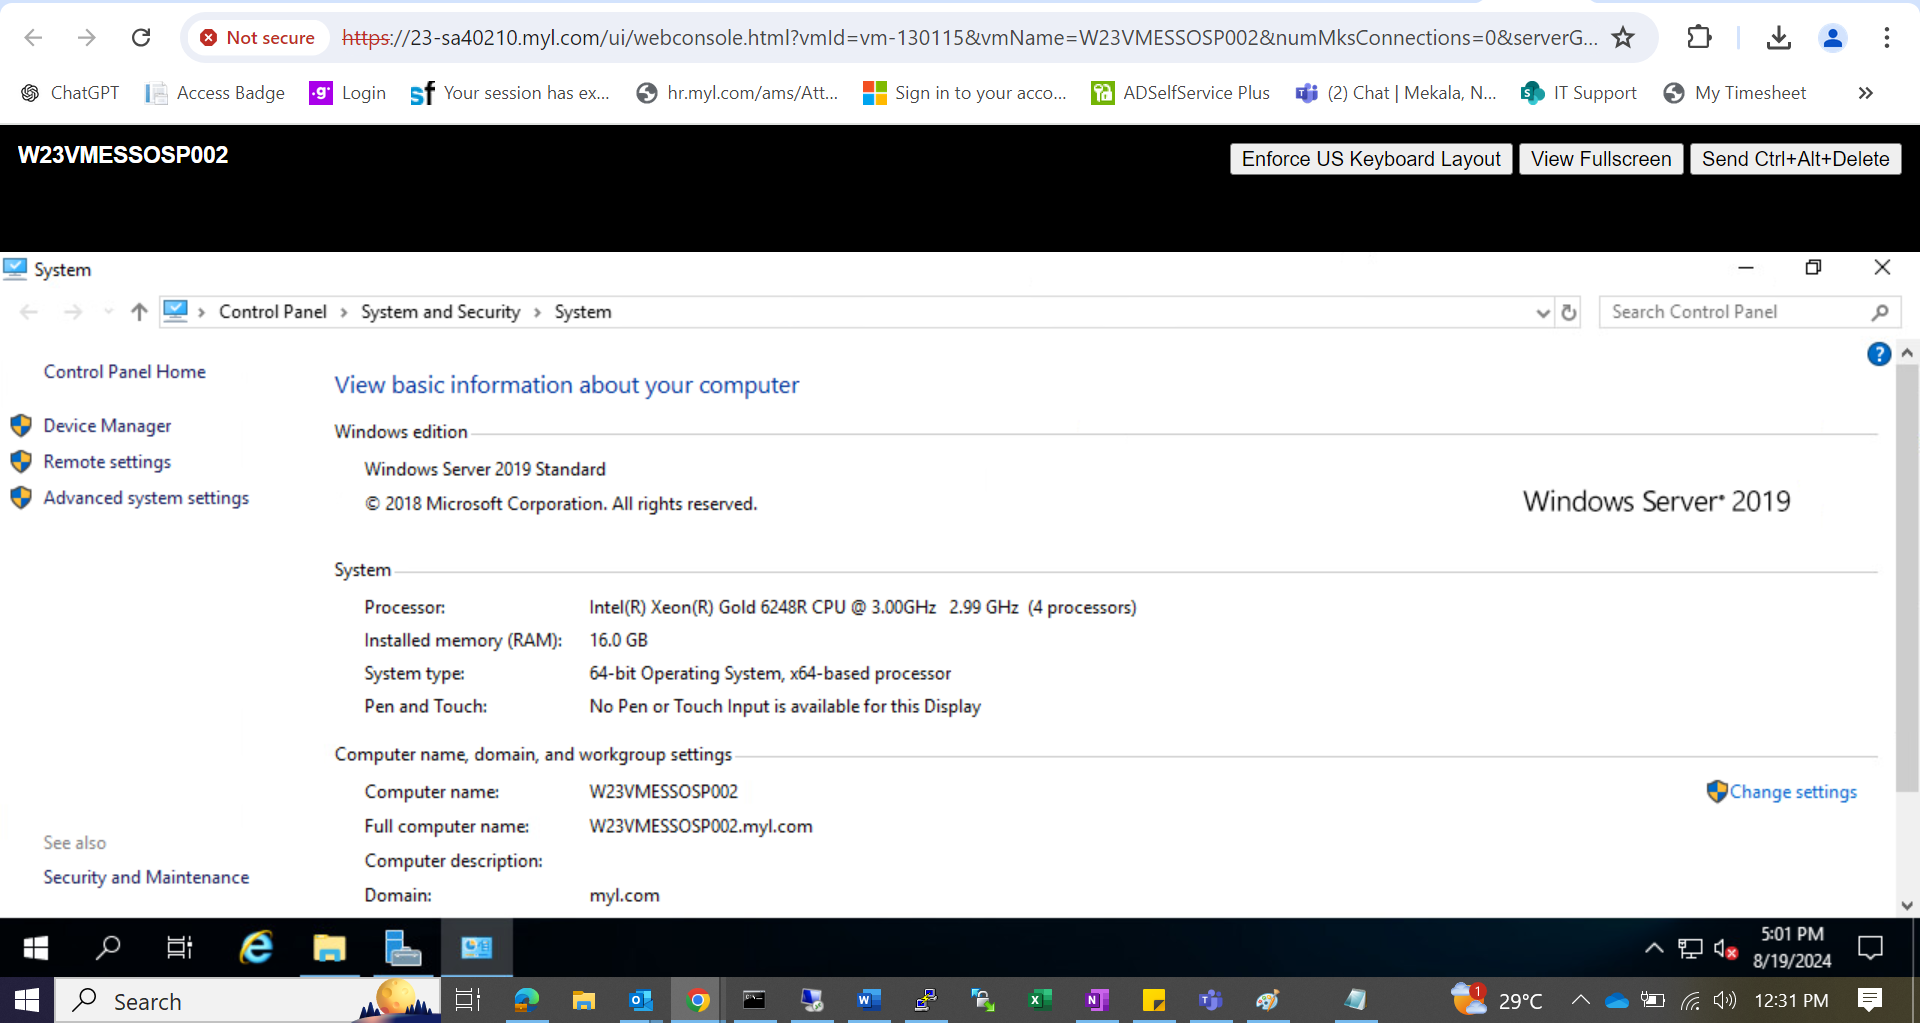 Not secure https://23-sa40210.myl.com/ui/webconsole.html?vmId=vm-130115&vmName=W23VMESSOSP002&numMksConnections=0&serverG...
ChatGPT Access Badge Login Your session has ex... hr.myl.com/ams/Att... Sign in to your acco... ADSelfService Plus (2) Chat | Mekala, N... IT Support My Timesheet »
W23VMESSOSP002 Enforce US Keyboard Layout View Fullscreen Send Ctrl+Alt+Delete
System
Control Panel > System and Security > System Search Control Panel
Control Panel Home
Device Manager
Remote settings
Advanced system settings
View basic information about your computer
Windows edition
Windows Server 2019 Standard
© 2018 Microsoft Corporation. All rights reserved.
Windows Server 2019
System
Processor: Intel(R) Xeon(R) Gold 6248R CPU @ 3.00GHz 2.99 GHz (4 processors)
Installed memory (RAM): 16.0 GB
System type: 64-bit Operating System, x64-based processor
Pen and Touch: No Pen or Touch Input is available for this Display
Computer name, domain, and workgroup settings
Computer name: W23VMESSOSP002 Change settings
Full computer name: W23VMESSOSP002.myl.com
Computer description:
Domain: myl.com
See also
Security and Maintenance
5:01 PM
8/19/2024
Search 1 29°C 12:31 PM